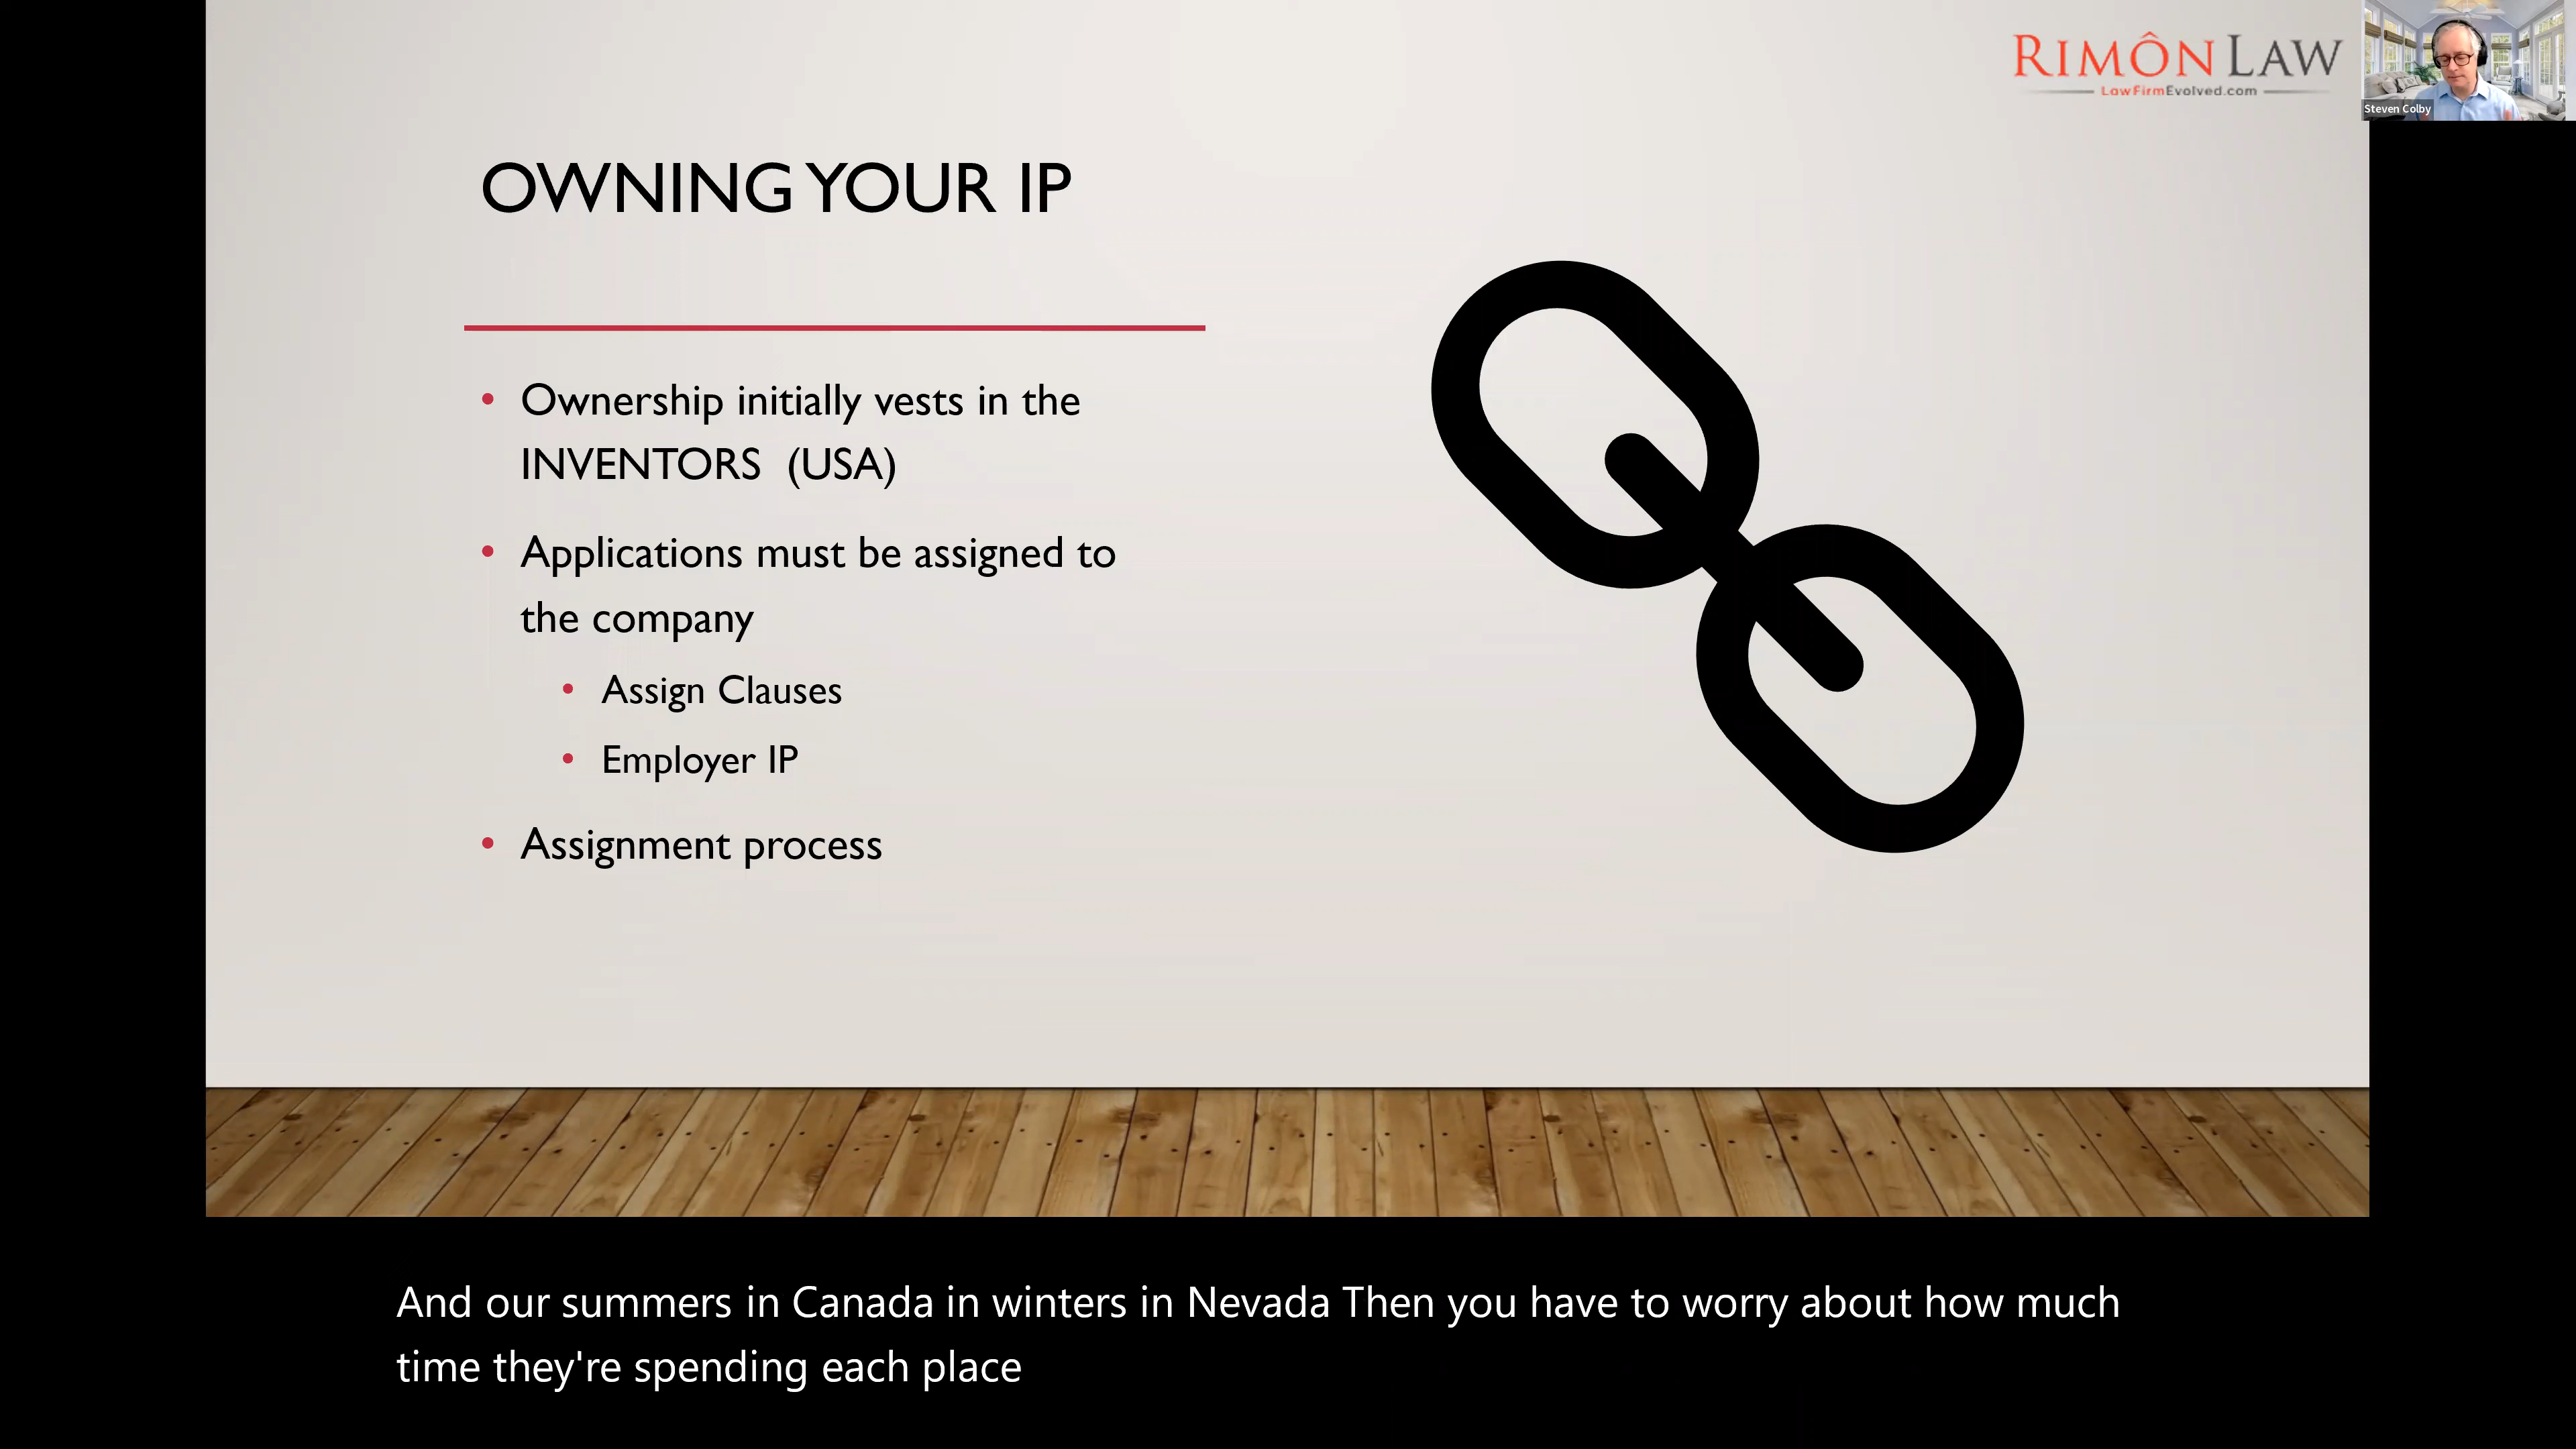 RIMÔN LAW
LawFirmEvolved.com
Steven Colby
OWNING YOUR IP
• Ownership initially vests in the
INVENTORS (USA)
• Applications must be assigned to
the company
• Assign Clauses
• Employer IP
• Assignment process
And our summers in Canada in winters in Nevada Then you have to worry about how much
time they're spending each place